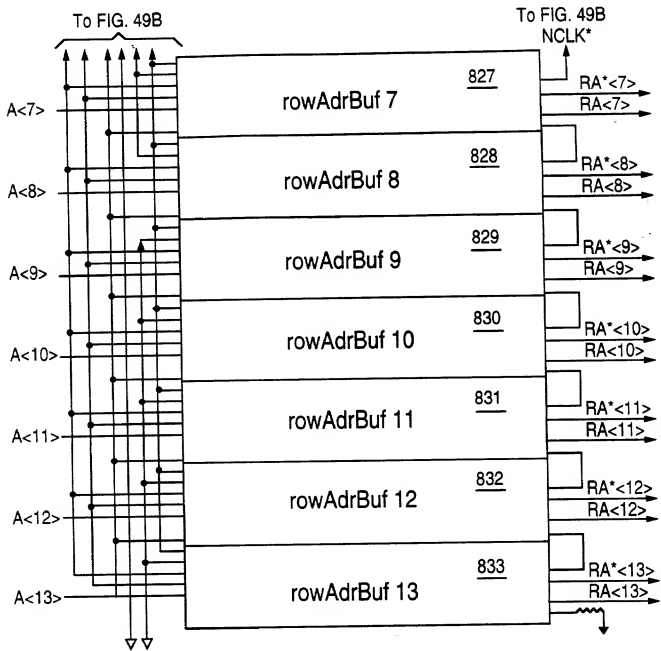 To FIG. 49B
To FIG. 49B
NCLK*
827
rowAdrBuf 7
A<7>
RA*<7>
RA<7>
828
rowAdrBuf 8
A<8>
RA*<8>
RA<8>
829
rowAdrBuf 9
A<9>
RA*<9>
RA<9>
830
rowAdrBuf 10
A<10>
RA*<10>
RA<10>
831
rowAdrBuf 11
A<11>
RA*<11>
RA<11>
832
rowAdrBuf 12
A<12>
RA*<12>
RA<12>
833
rowAdrBuf 13
A<13>
RA*<13>
RA<13>